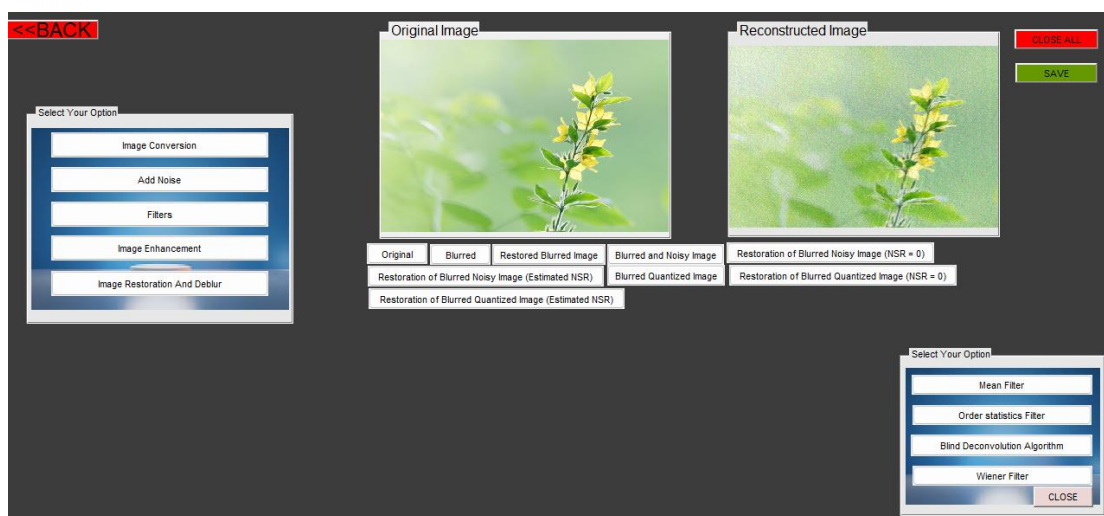 <<BACK
Original Image
Reconstructed Image
CLOSE ALL
SAVE
Select Your Option
Image Conversion
Add Noise
Filters
Image Enhancement
Image Restoration And Deblur
Original
Blurred
Restored Blurred Image
Blurred and Noisy Image
Restoration of Blurred Noisy Image (NSR = 0)
Restoration of Blurred Noisy Image (Estimated NSR)
Blurred Quantized Image
Restoration of Blurred Quantized Image (NSR = 0)
Restoration of Blurred Quantized Image (Estimated NSR)
Select Your Option
Mean Filter
Order statistics Filter
Blind Deconvolution Algorithm
Wiener Filter
CLOSE